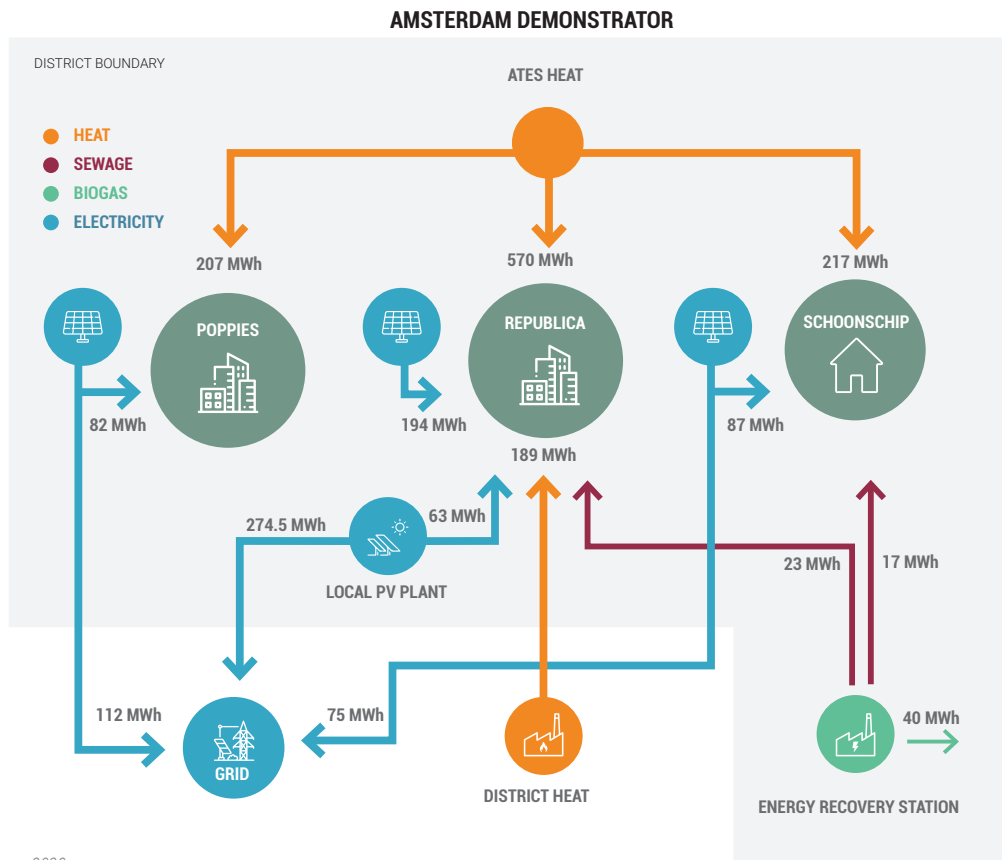 AMSTERDAM DEMONSTRATOR
DISTRICT BOUNDARY
ATES HEAT
HEAT
SEWAGE
BIOGAS
ELECTRICITY
207 MWh
570 MWh
217 MWh
POPPIES
REPUBLICA
SCHOONSCHIP
82 MWh
194 MWh
87 MWh
189 MWh
274.5 MWh
63 MWh
LOCAL PV PLANT
23 MWh
17 MWh
112 MWh
75 MWh
40 MWh
GRID
DISTRICT HEAT
ENERGY RECOVERY STATION